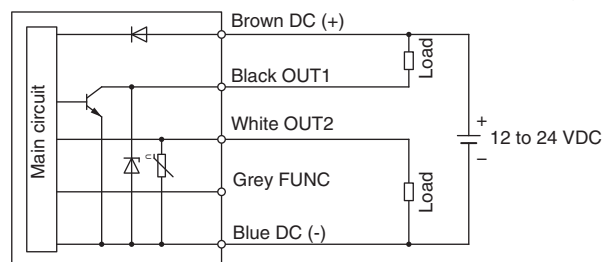 Brown DC (+)
Main circuit
Black OUT1
Load
White OUT2
+
12 to 24 VDC
−
U
Grey FUNC
Load
Blue DC (-)